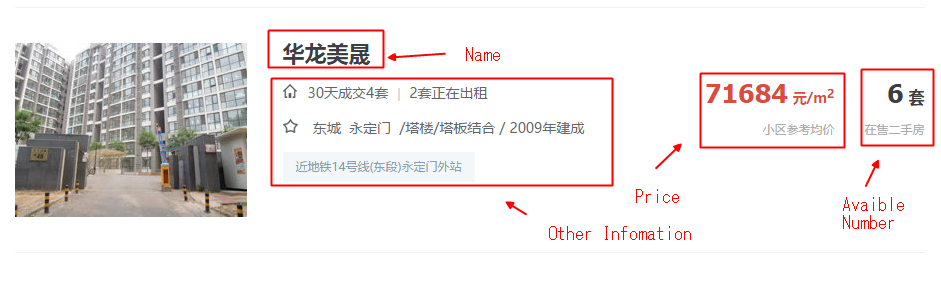 华龙美晟
Name
30天成交4套 | 2套正在出租
东城 永定门 /塔楼/塔板结合 / 2009年建成
近地铁14号线(东段)永定门外站
71684 元/m²
小区参考均价
6 套
在售二手房
Price
Other Infomation
Avaible
Number